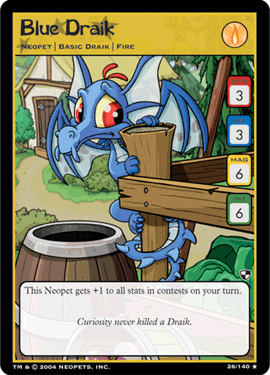 Blue Draik
Neopet | Basic Draik | Fire
3
3
MAG
6
6
This Neopet gets +1 to all stats in contests on your turn.
Curiosity never killed a Draik.
TM & © 2004 NEOPETS, INC.
26/140 ★